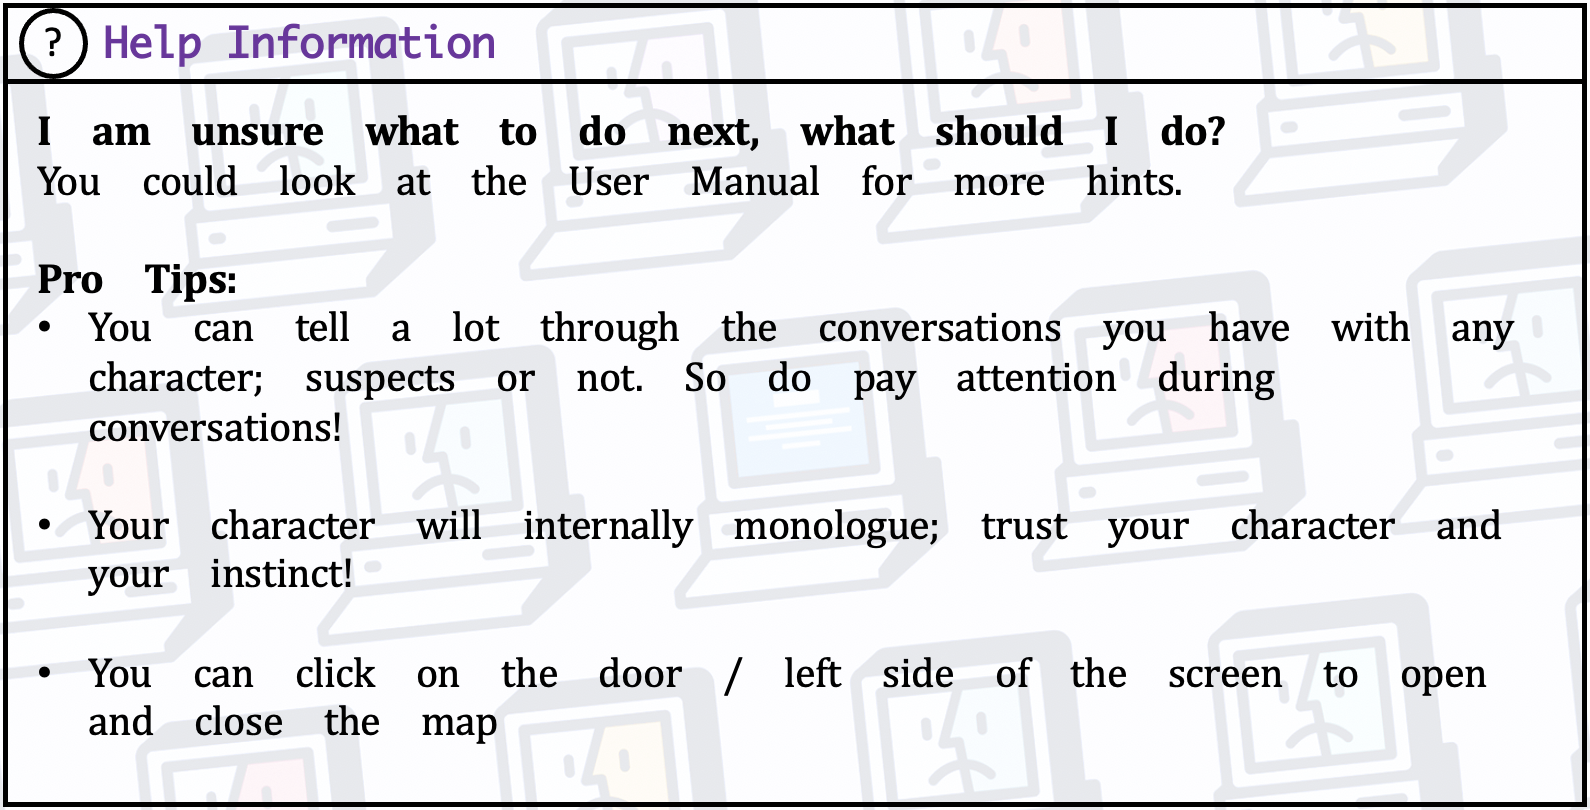 ? Help Information
I am unsure what to do next, what should I do?
You could look at the User Manual for more hints.
Pro Tips:
• You can tell a lot through the conversations you have with any
character; suspects or not. So do pay attention during
conversations!
• Your character will internally monologue; trust your character and
your instinct!
• You can click on the door / left side of the screen to open
and close the map